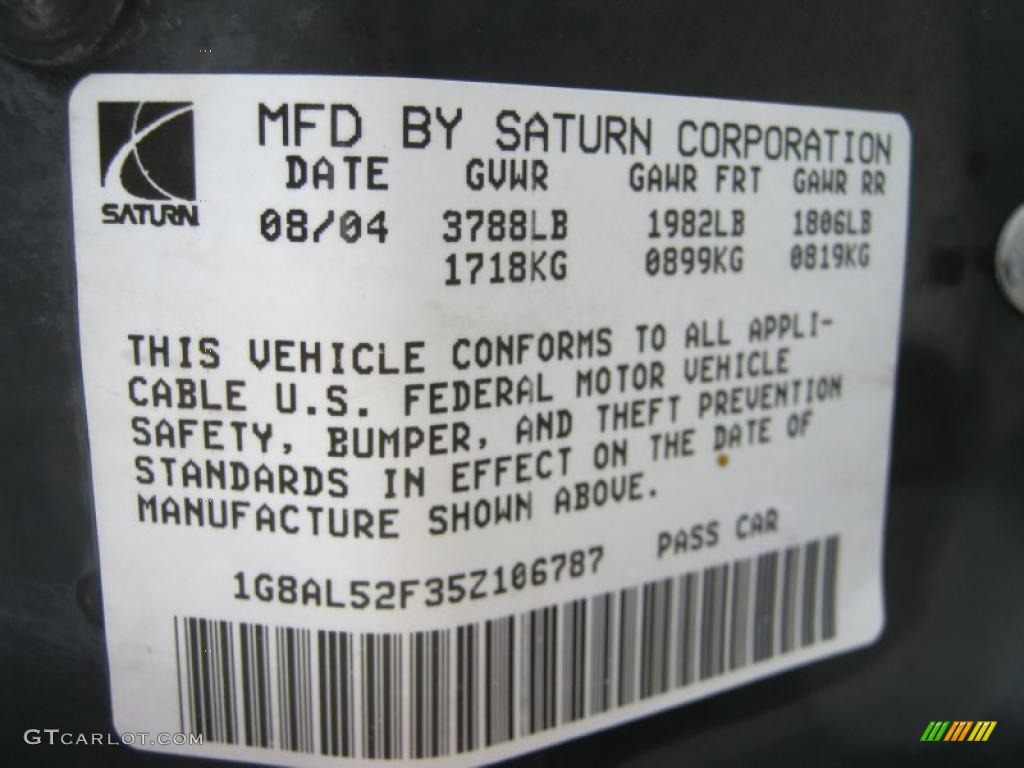 MFD BY SATURN CORPORATION
SATURN
DATE GVWR GAWR FRT GAWR RR
08/04 3788LB 1982LB 1806LB
1718KG 0899KG 0819KG
THIS VEHICLE CONFORMS TO ALL APPLI-
CABLE U.S. FEDERAL MOTOR VEHICLE
SAFETY, BUMPER, AND THEFT PREVENTION
STANDARDS IN EFFECT ON THE DATE OF
MANUFACTURE SHOWN ABOVE.
1G8AL52F35Z106787 PASS CAR
GTCARLOT.COM